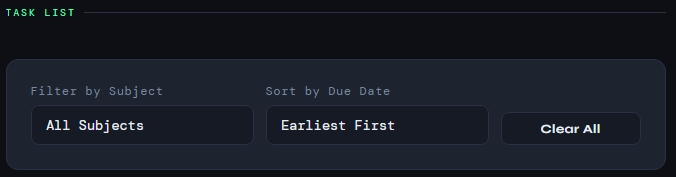 TASK LIST
Filter by Subject
Sort by Due Date
All Subjects
Earliest First
Clear All